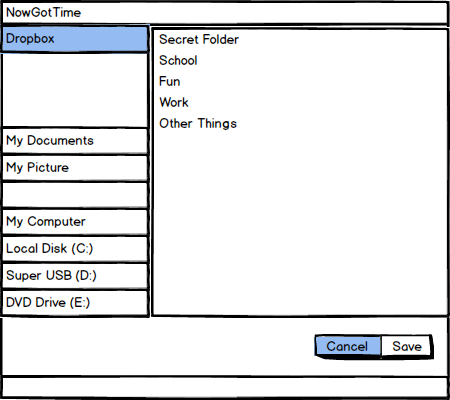 NowGotTime
Dropbox
My Documents
My Picture
My Computer
Local Disk (C:)
Super USB (D:)
DVD Drive (E:)
Secret Folder
School
Fun
Work
Other Things
Cancel
Save